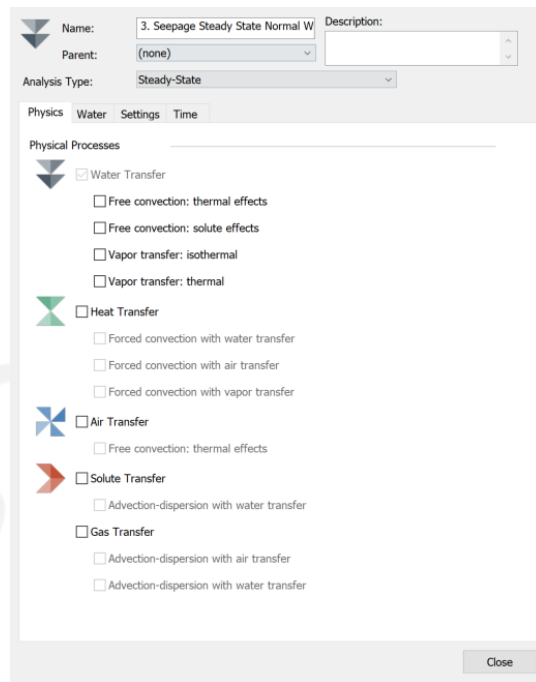 Name: 3. Seepage Steady State Normal W Description:
Parent: (none)
Analysis Type: Steady-State
Physics Water Settings Time
Physical Processes
Water Transfer
Free convection: thermal effects
Free convection: solute effects
Vapor transfer: isothermal
Vapor transfer: thermal
Heat Transfer
Forced convection with water transfer
Forced convection with air transfer
Forced convection with vapor transfer
Air Transfer
Free convection: thermal effects
Solute Transfer
Advection-dispersion with water transfer
Gas Transfer
Advection-dispersion with air transfer
Advection-dispersion with water transfer
Close